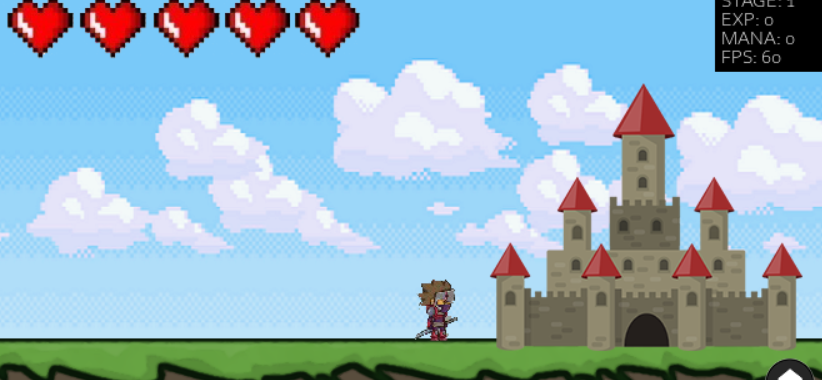 STAGE: 1
EXP: 0
MANA: 0
FPS: 60